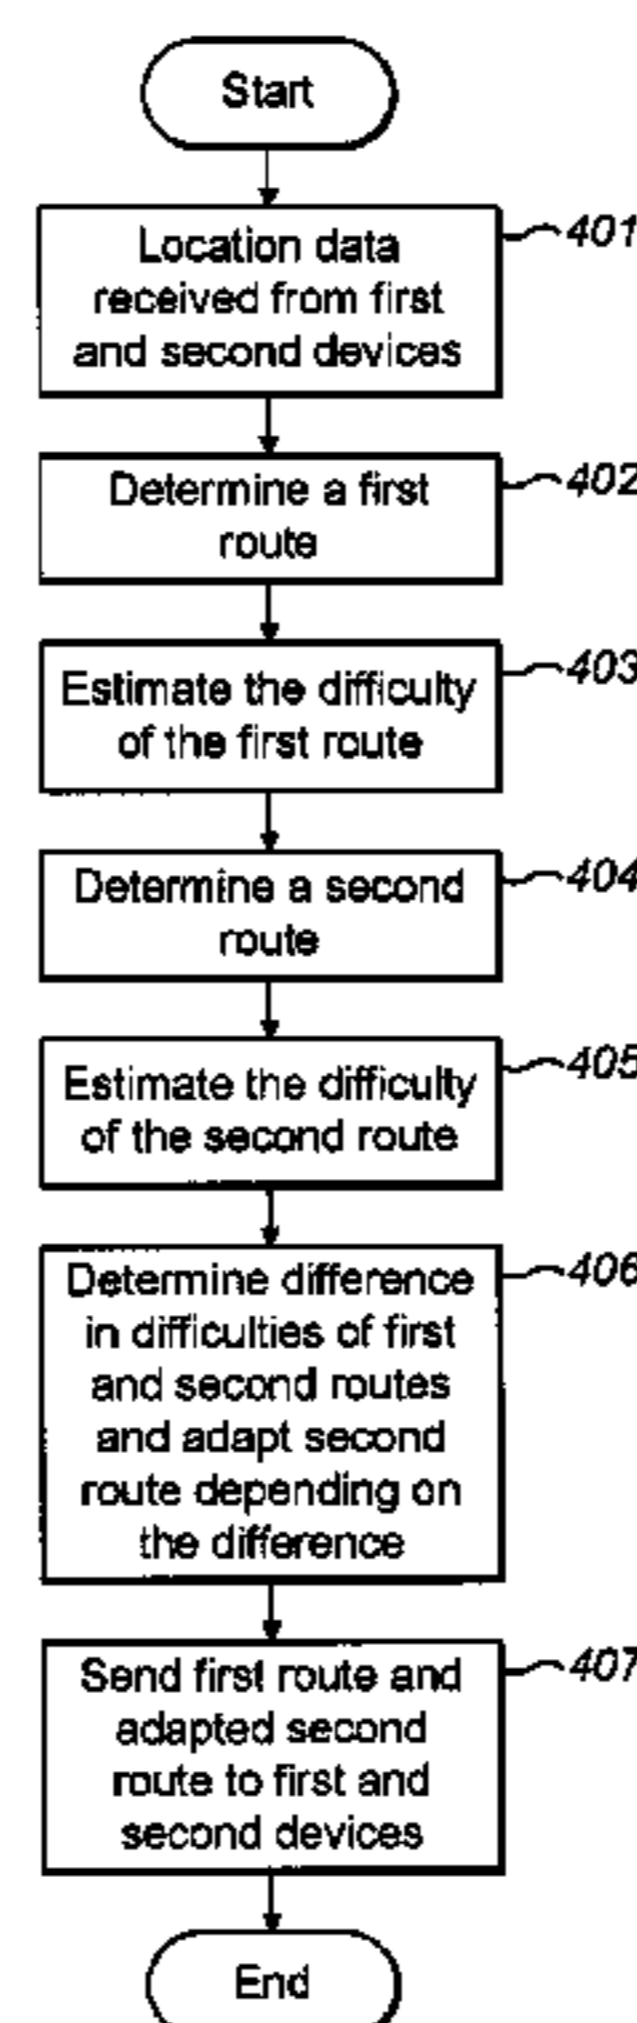 Start
Location data
received from first
and second devices
401
Determine a first
route
402
Estimate the difficulty
of the first route
403
Determine a second
route
404
Estimate the difficulty
of the second route
405
Determine difference
in difficulties of first
and second routes
and adapt second
route depending on
the difference
406
Send first route and
adapted second
route to first and
second devices
407
End